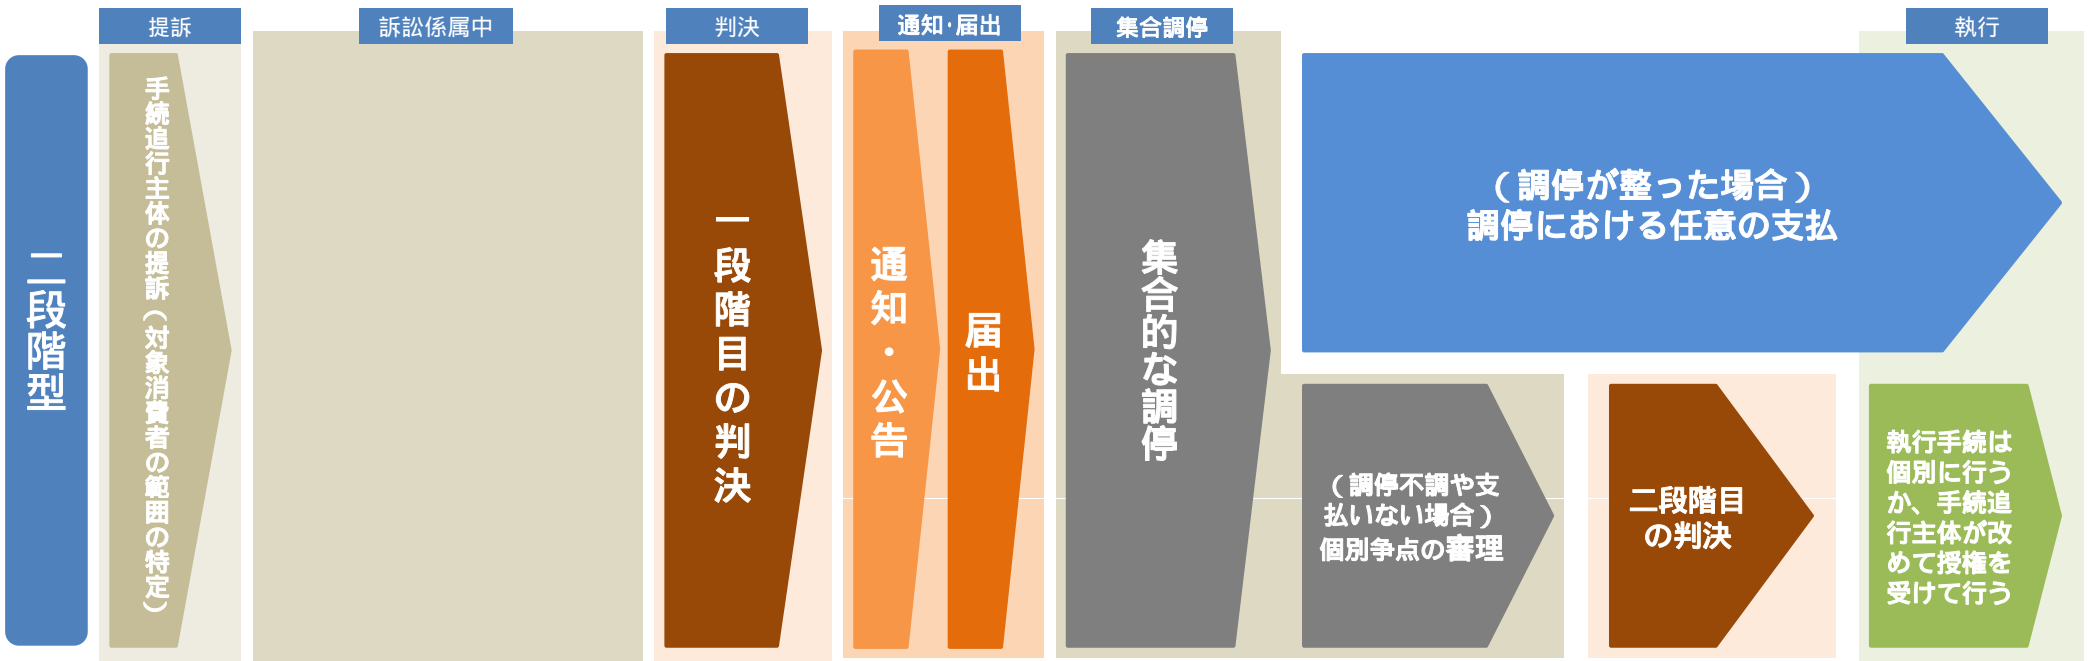 提訴
訴訟係属中
判決
通知・届出
集合調停
執行
二段階型
手続追行主体の提訴（対象消費者の範囲の特定）
一段階目の判決
通知・公告
届出
集合的な調停
（調停が整った場合）
調停における任意の支払
（調停不調や支
払いない場合）
個別争点の審理
二段階目
の判決
執行手続は
個別に行う
か、手続追
行主体が改
めて授権を
受けて行う